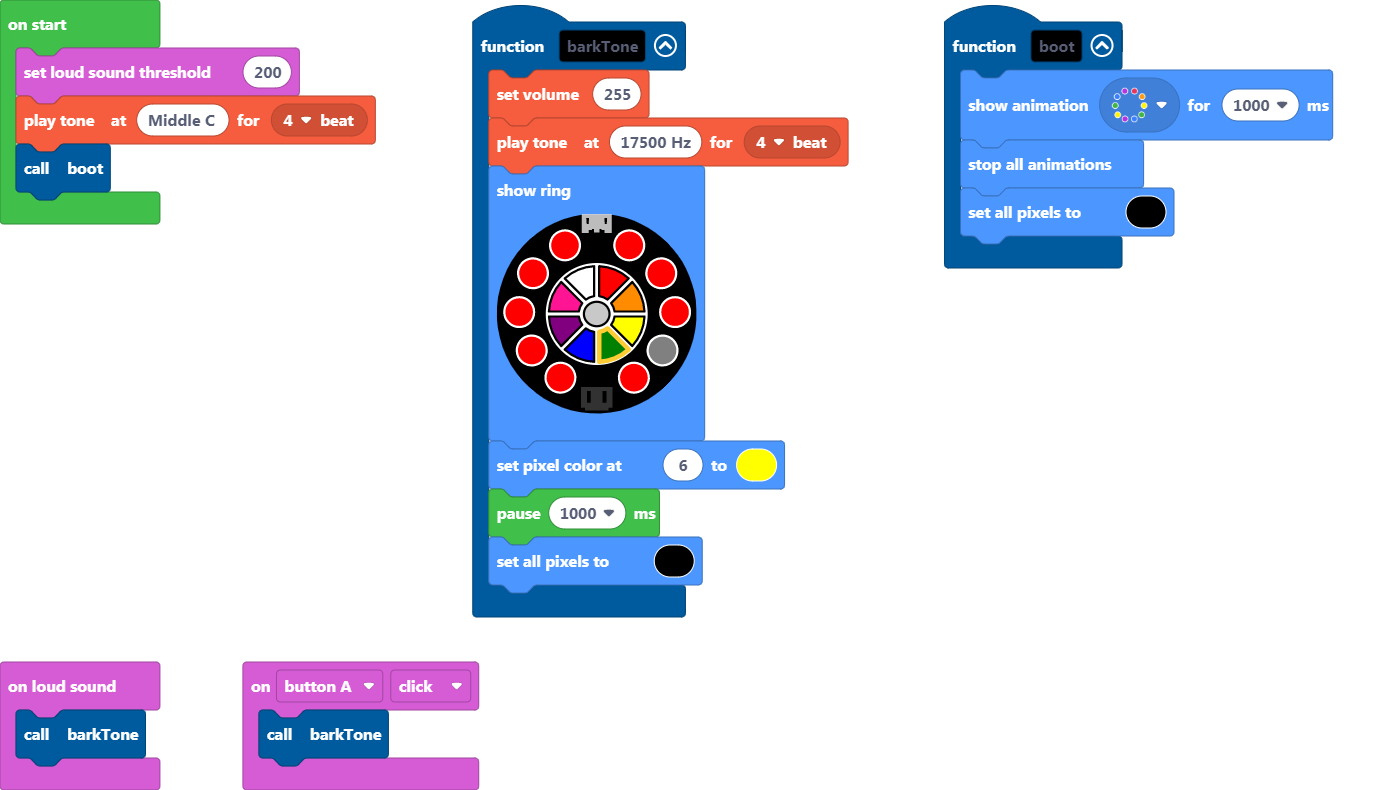 on start
set loud sound threshold 200
play tone at Middle C for 4 beat
call boot
function barkTone
set volume 255
play tone at 17500 Hz for 4 beat
show ring
set pixel color at 6 to
pause 1000 ms
set all pixels to
function boot
show animation for 1000 ms
stop all animations
set all pixels to
on loud sound
call barkTone
on button A click
call barkTone